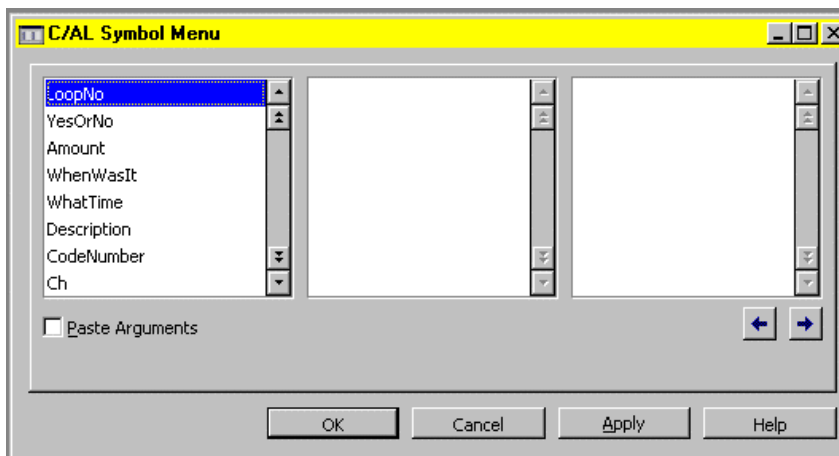 C/AL Symbol Menu
LoopNo
YesOrNo
Amount
WhenWasIt
WhatTime
Description
CodeNumber
Ch
Paste Arguments
OK Cancel Apply Help